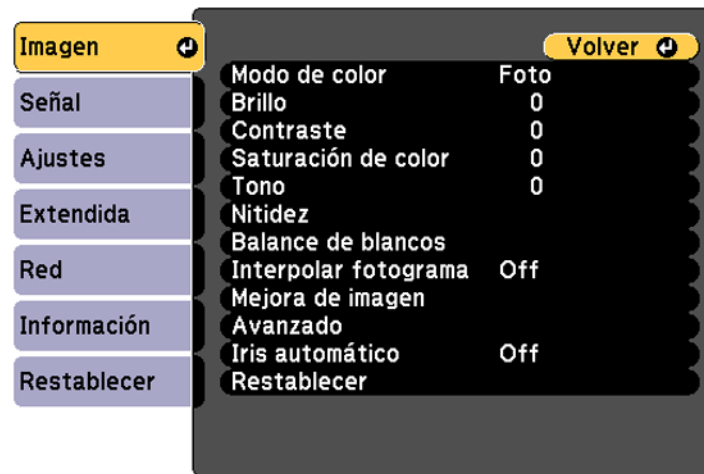 Imagen
Señal
Ajustes
Extendida
Red
Información
Restablecer
Volver
Modo de color Foto
Brillo 0
Contraste 0
Saturación de color 0
Tono 0
Nitidez
Balance de blancos
Interpolar fotograma Off
Mejora de imagen
Avanzado
Iris automático Off
Restablecer